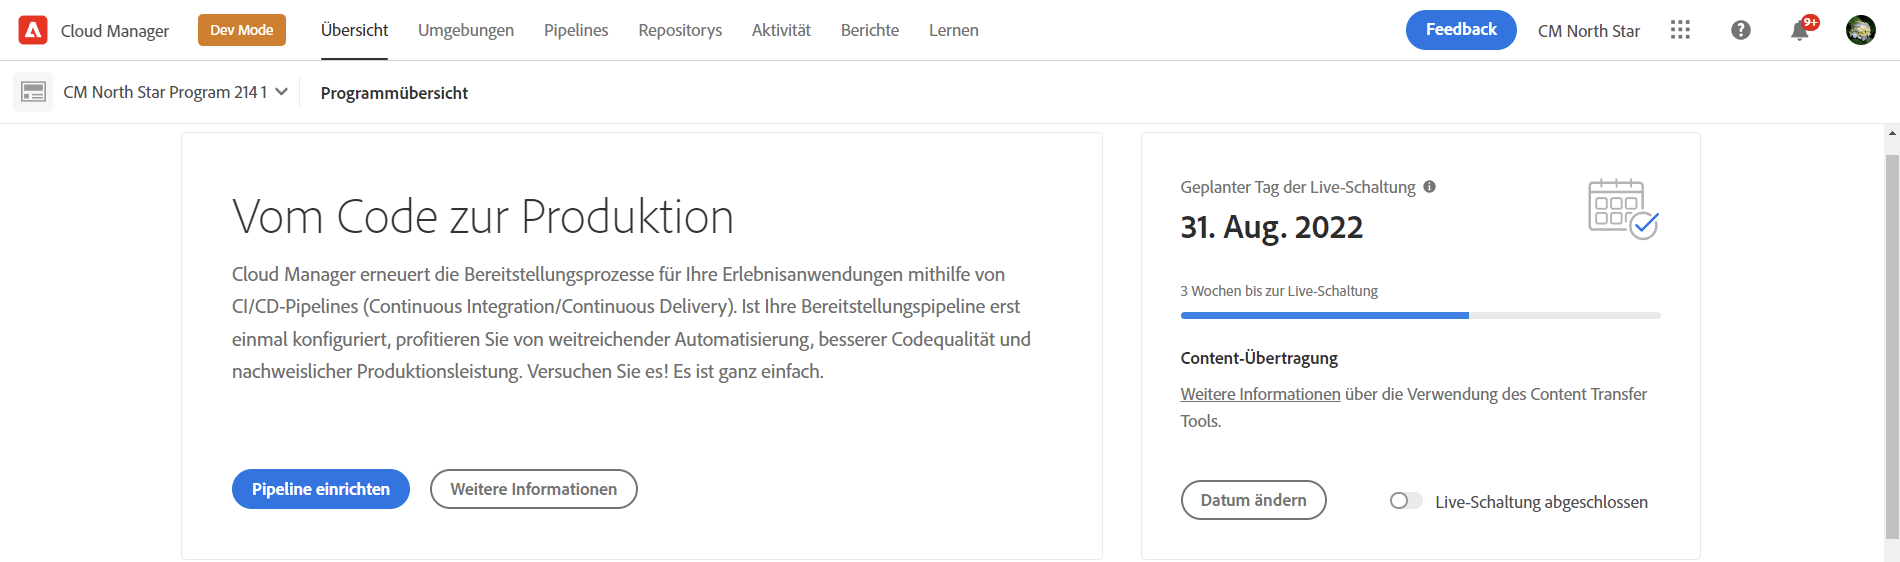 Cloud Manager
Dev Mode
Übersicht Umgebungen Pipelines Repositorys Aktivität Berichte Lernen
Feedback
CM North Star
9+
CM North Star Program 2141
Programmübersicht
Vom Code zur Produktion
Cloud Manager erneuert die Bereitstellungsprozesse für Ihre Erlebnisanwendungen mithilfe von
CI/CD-Pipelines (Continuous Integration/Continuous Delivery). Ist Ihre Bereitstellungspipeline erst
einmal konfiguriert, profitieren Sie von weitreichender Automatisierung, besserer Codequalität und
nachweislicher Produktionsleistung. Versuchen Sie es! Es ist ganz einfach.
Pipeline einrichten
Weitere Informationen
Geplanter Tag der Live-Schaltung
31. Aug. 2022
3 Wochen bis zur Live-Schaltung
Content-Übertragung
Weitere Informationen über die Verwendung des Content Transfer
Tools.
Datum ändern
Live-Schaltung abgeschlossen